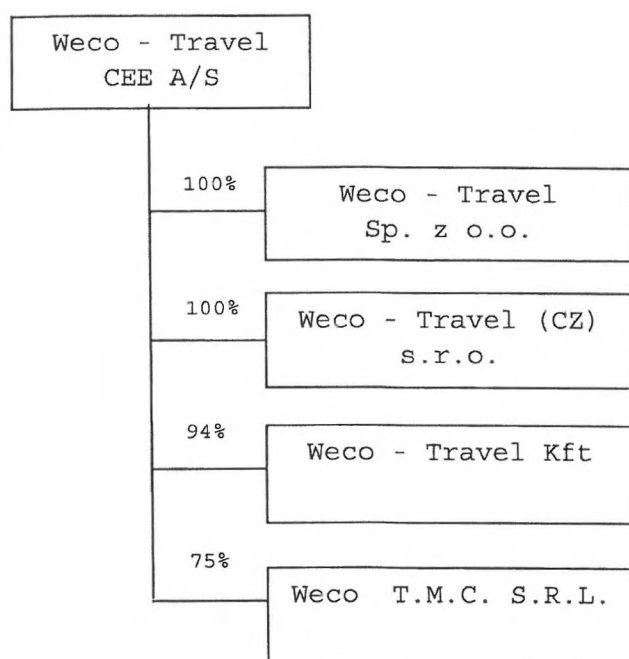 Weco - Travel
CEE A/S
100%
Weco - Travel
Sp. z o.o.
100%
Weco - Travel (CZ)
s.r.o.
94%
Weco - Travel Kft
75%
Weco T.M.C. S.R.L.